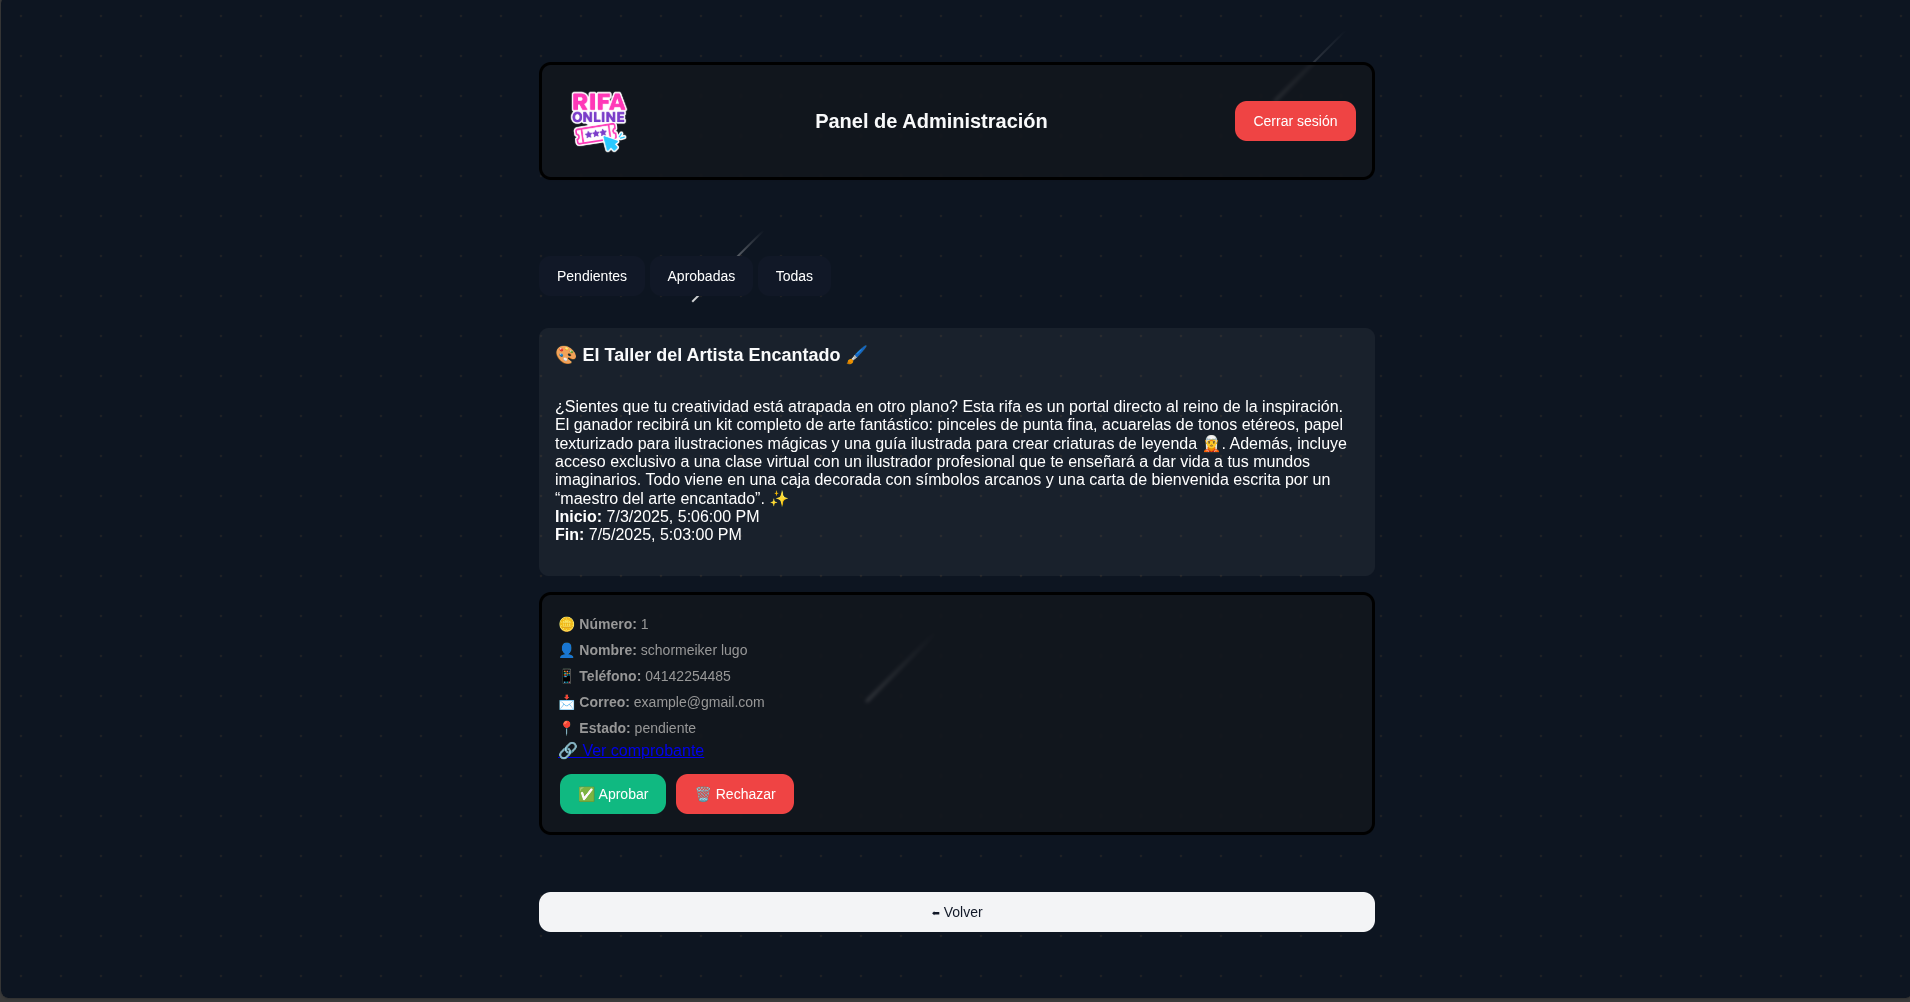 RIFA
ONLINE
Panel de Administración
Cerrar sesión
Pendientes
Aprobadas
Todas
🎨 El Taller del Artista Encantado 🖌️
¿Sientes que tu creatividad está atrapada en otro plano? Esta rifa es un portal directo al reino de la inspiración.
El ganador recibirá un kit completo de arte fantástico: pinceles de punta fina, acuarelas de tonos etéreos, papel
texturizado para ilustraciones mágicas y una guía ilustrada para crear criaturas de leyenda 🧝. Además, incluye
acceso exclusivo a una clase virtual con un ilustrador profesional que te enseñará a dar vida a tus mundos
imaginarios. Todo viene en una caja decorada con símbolos arcanos y una carta de bienvenida escrita por un
“maestro del arte encantado”. ✨
Inicio: 7/3/2025, 5:06:00 PM
Fin: 7/5/2025, 5:03:00 PM
🪙 Número: 1
👤 Nombre: schormeiker lugo
📱 Teléfono: 04142254485
📩 Correo: example@gmail.com
📍 Estado: pendiente
🔗 Ver comprobante
✅ Aprobar
🗑️ Rechazar
Volver